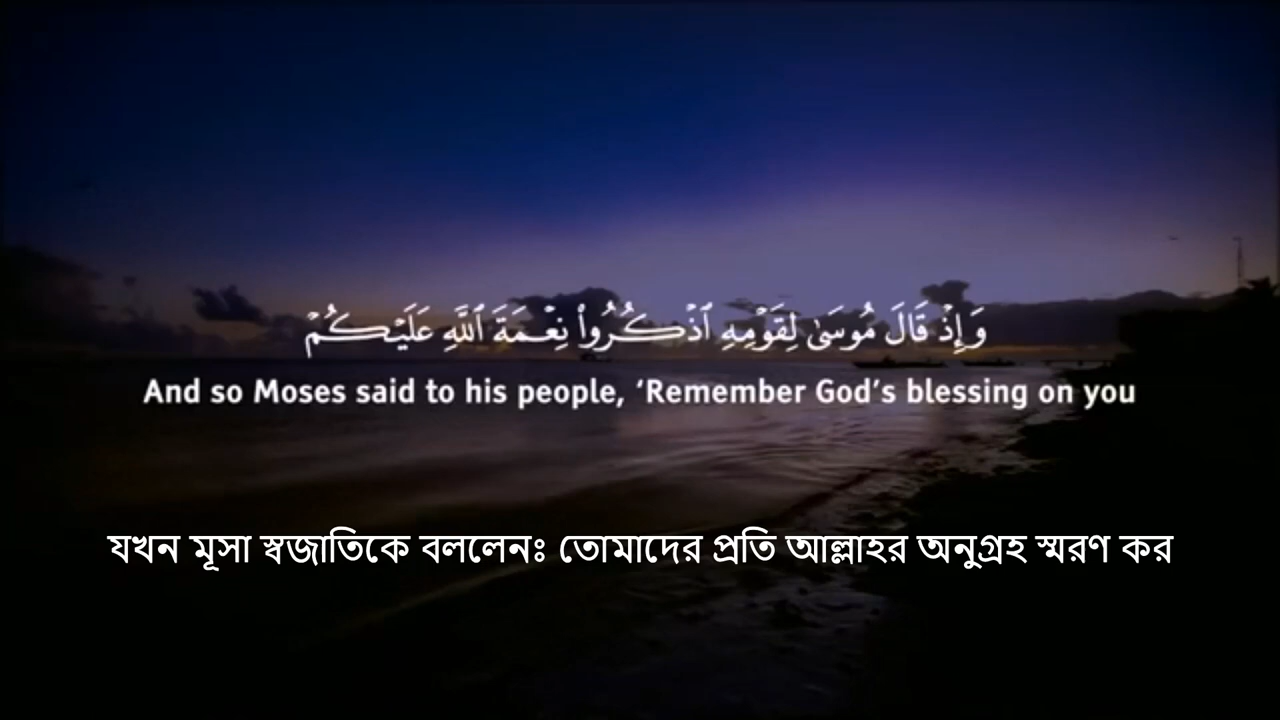 وَإِذْ قَالَ مُوسَىٰ لِقَوْمِهِ ٱذْكُرُوا۟ نِعْمَةَ ٱللَّهِ عَلَيْكُمْ
And so Moses said to his people, ‘Remember God’s blessing on you
যখন মূসা স্বজাতিকে বললেনঃ তোমাদের প্রতি আল্লাহর অনুগ্রহ স্মরণ কর